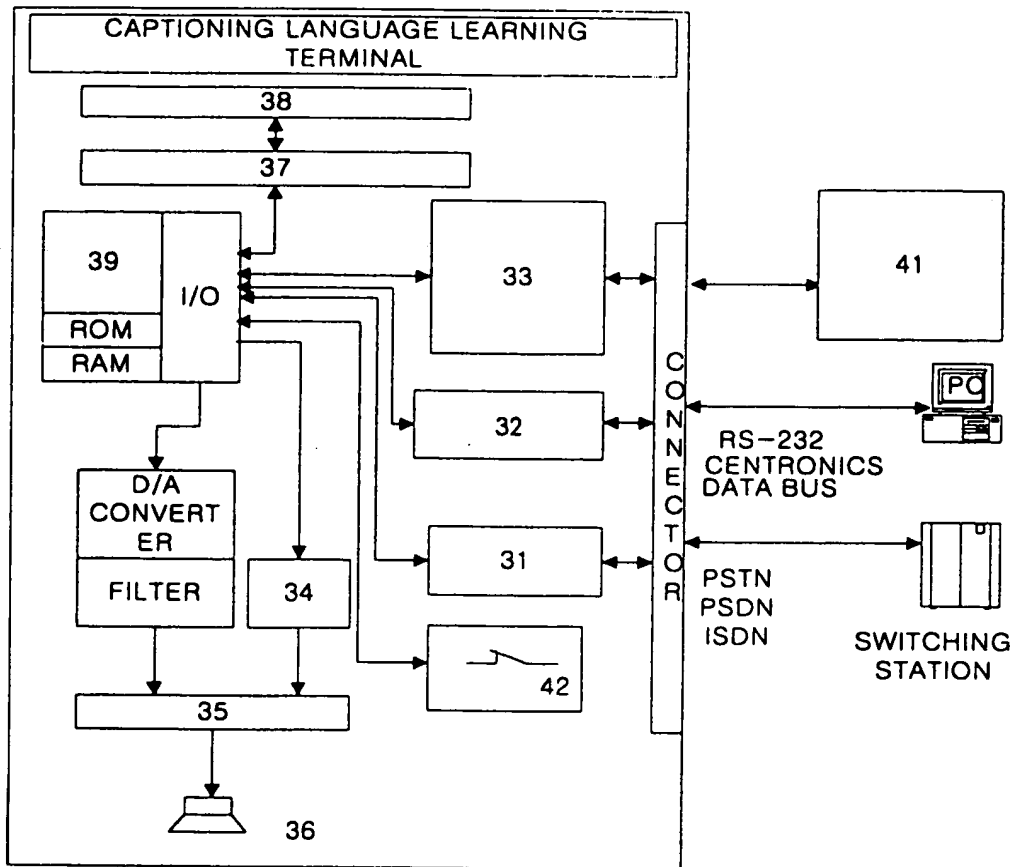 CAPTIONING LANGUAGE LEARNING
TERMINAL
38
37
39
I/O
ROM
RAM
33
41
32
31
CONNECTOR
PC
RS-232
CENTRONICS
DATA BUS
D/A
CONVERT
ER
FILTER
34
PSTN
PSDN
ISDN
SWITCHING
STATION
42
35
36